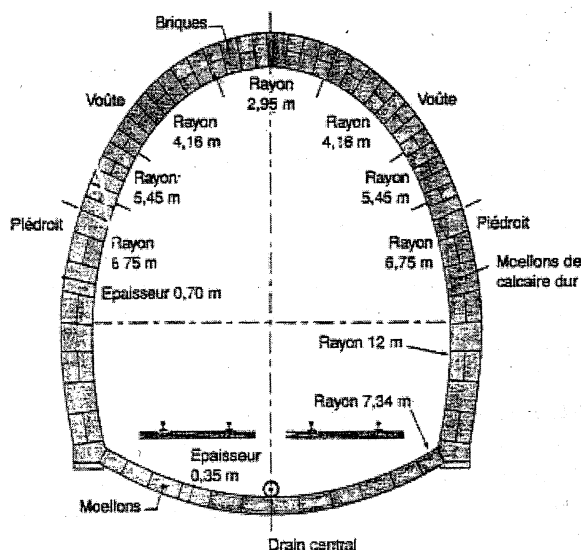 Briques
Voûte
Rayon
2,95 m
Voûte
Rayon
4,16 m
Rayon
4,16 m
Rayon
5,45 m
Rayon
5,45 m
Piédroit
Piédroit
Rayon
6,75 m
Rayon
6,75 m
Moellons de
calcaire dur
Epaisseur 0,70 m
Rayon 12 m
Rayon 7,34 m
Epaisseur
0,35 m
Moellons
Drain central